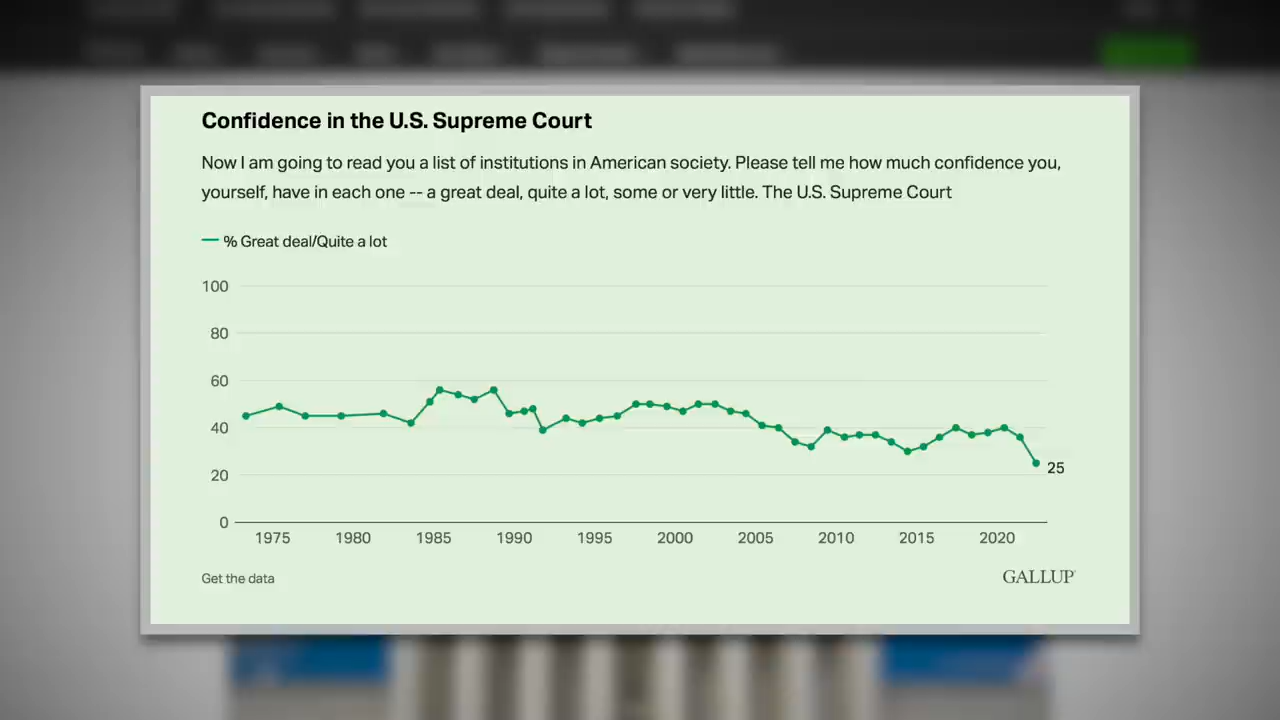 Confidence in the U.S. Supreme Court
Now I am going to read you a list of institutions in American society. Please tell me how much confidence you,
yourself, have in each one -- a great deal, quite a lot, some or very little. The U.S. Supreme Court
% Great deal/Quite a lot
100
80
60
40
20
0
25
1975 1980 1985 1990 1995 2000 2005 2010 2015 2020
Get the data
GALLUP